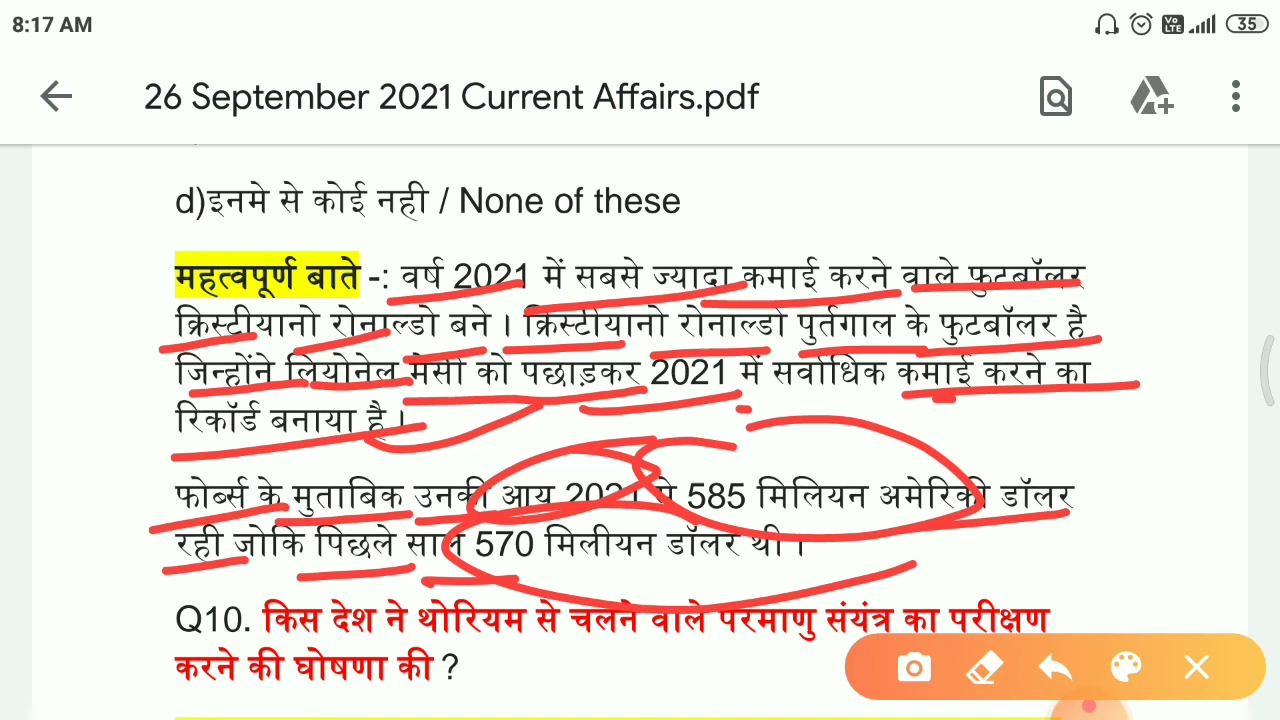 8:17 AM
Vo LTE
35
26 September 2021 Current Affairs.pdf
d)इनमे से कोई नही / None of these
महत्वपूर्ण बाते -: वर्ष 2021 में सबसे ज्यादा कमाई करने वाले फुटबॉलर
क्रिस्टीयानो रोनाल्डो बने । क्रिस्टीयानो रोनाल्डो पुर्तगाल के फुटबॉलर है
जिन्होंने लियोनेल मेसी को पछाड़कर 2021 में सर्वाधिक कमाई करने का
रिकॉर्ड बनाया है ।
फोर्ब्स के मुताबिक उनकी आय 2021 मे 585 मिलियन अमेरिकी डॉलर
रही जोकि पिछले साल 570 मिलीयन डॉलर थी ।
Q10. किस देश ने थोरियम से चलने वाले परमाणु संयंत्र का परीक्षण
करने की घोषणा की ?